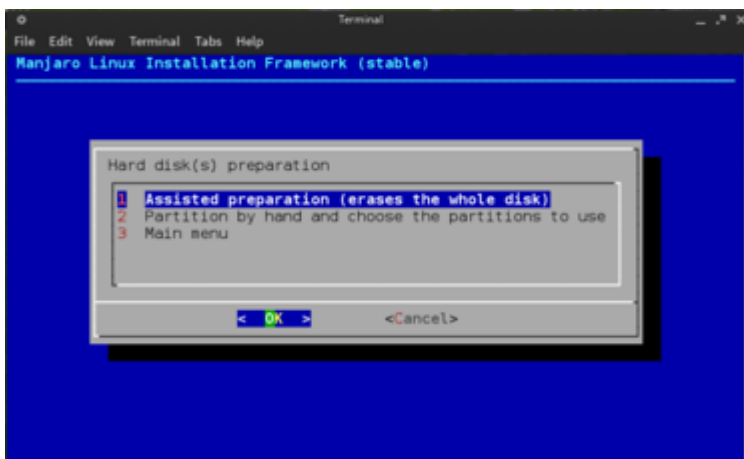 Terminal
File Edit View Terminal Tabs Help
Manjaro Linux Installation Framework (stable)
Hard disk(s) preparation
1 Assisted preparation (erases the whole disk)
2 Partition by hand and choose the partitions to use
3 Main menu
< OK > <Cancel>